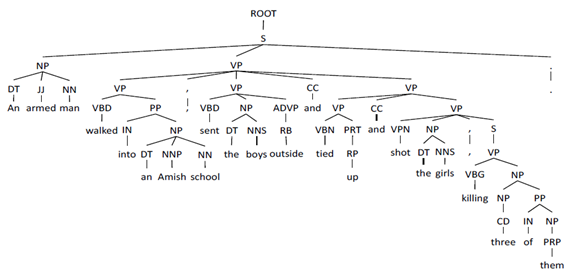 ROOT
S
NP VP
DT JJ NN VP , VP CC VP
An armed man VBD PP , VBD NP ADVP and VP CC VP
walked IN NP sent DT NNS RB VBN PRT and VPN NP , S
into DT NNP NN the boys outside tied RP shot DT NNS , VP
an Amish school up the girls VBG NP
killing NP PP
CD IN NP
three of PRP
them